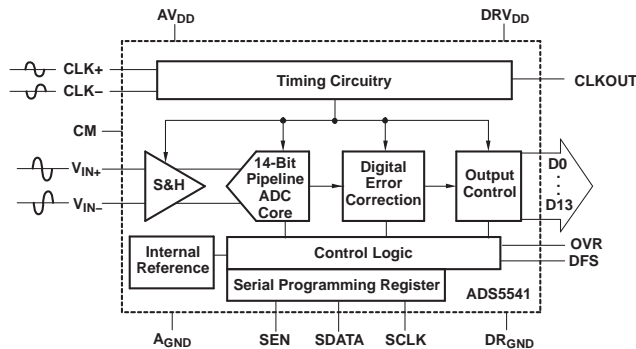 AVDD
DRVDD
CLK+
CLK−
Timing Circuitry
CLKOUT
CM
VIN+
VIN−
S&H
14-Bit
Pipeline
ADC
Core
Digital
Error
Correction
Output
Control
D0
.
.
.
.
D13
Internal
Reference
Control Logic
OVR
DFS
Serial Programming Register
ADS5541
AGND
SEN
SDATA
SCLK
DRGND